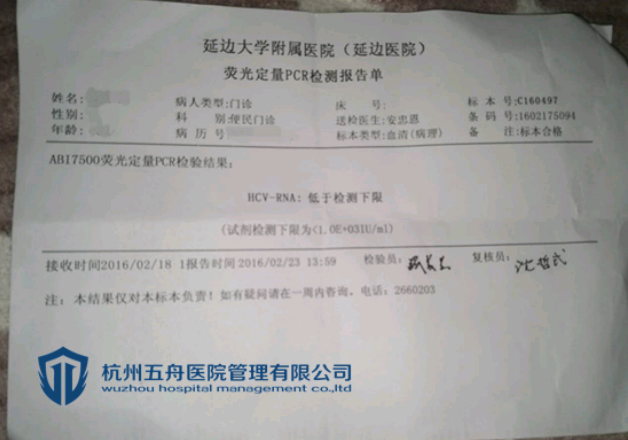 延边大学附属医院（延边医院）
荧光定量PCR检测报告单
姓名: 病人类型:门诊 床 号: 标 本 号:C160497
性别: 科 别:便民门诊 送检医生:安忠恩 条 码 号:1602175094
年龄: 病 历 号 标本类型:血清(病理) 备 注:标本合格
ABI7500荧光定量PCR检验结果:
HCV-RNA: 低于检测下限
(试剂检测下限为<1.0E+03IU/ml)
接收时间2016/02/18 1报告时间2016/02/23 13:59 检验员: 复核员:
注: 本结果仅对本标本负责! 如有疑问请在一周内咨询。电话: 2660203
杭州五舟医院管理有限公司
wuzhou hospital management co.,ltd